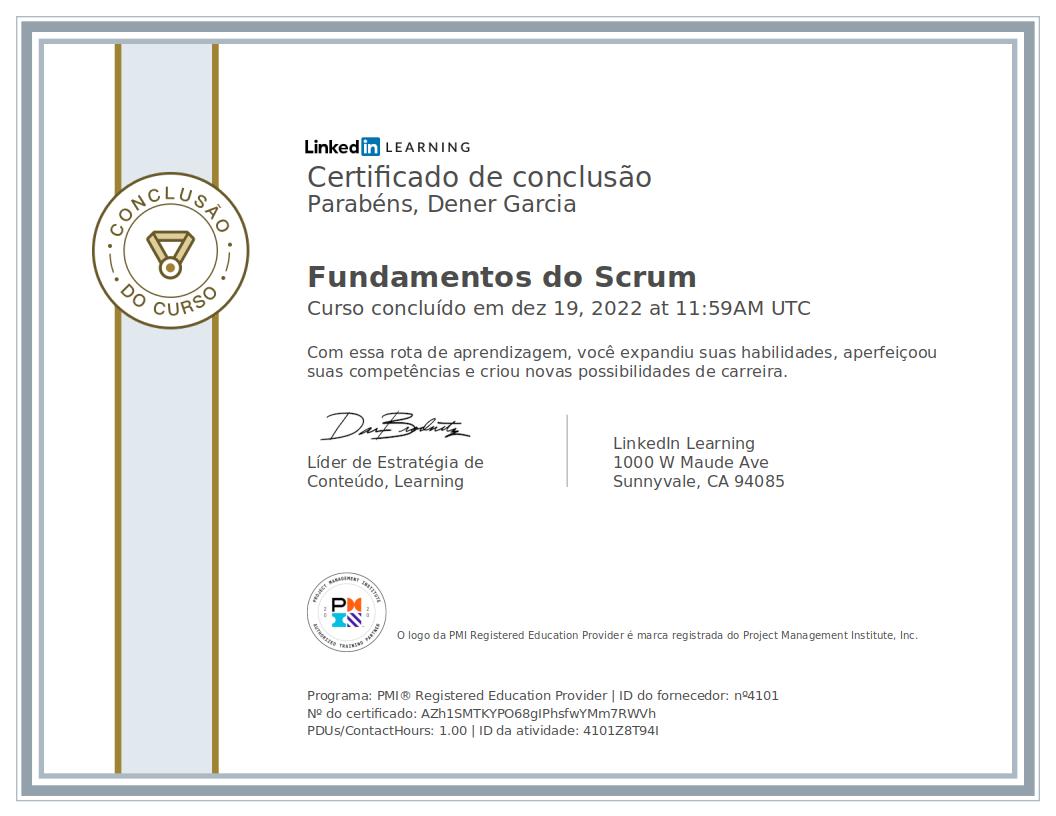 LinkedIn LEARNING
Certificado de conclusão
Parabéns, Dener Garcia
CONCLUSÃO
DO CURSO
Fundamentos do Scrum
Curso concluído em dez 19, 2022 at 11:59AM UTC
Com essa rota de aprendizagem, você expandiu suas habilidades, aperfeiçoou
suas competências e criou novas possibilidades de carreira.
Líder de Estratégia de
Conteúdo, Learning
LinkedIn Learning
1000 W Maude Ave
Sunnyvale, CA 94085
PROJECT MANAGEMENT INSTITUTE
PMI
2020
AUTHORIZED TRAINING PARTNER
O logo da PMI Registered Education Provider é marca registrada do Project Management Institute, Inc.
Programa: PMI® Registered Education Provider | ID do fornecedor: nº4101
Nº do certificado: AZh1SMTKYPO68gIPhsfwYMm7RWVh
PDUs/ContactHours: 1.00 | ID da atividade: 4101Z8T94I